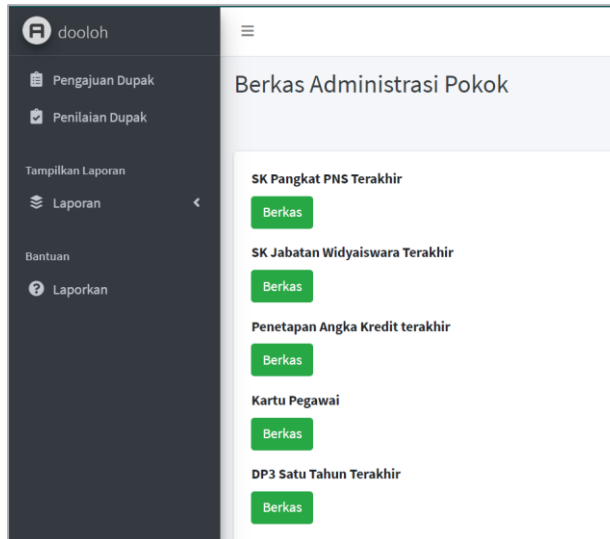 dooloh
Pengajuan Dupak
Penilaian Dupak
Tampilkan Laporan
Laporan
Bantuan
Laporkan
Berkas Administrasi Pokok
SK Pangkat PNS Terakhir
Berkas
SK Jabatan Widyaiswara Terakhir
Berkas
Penetapan Angka Kredit terakhir
Berkas
Kartu Pegawai
Berkas
DP3 Satu Tahun Terakhir
Berkas